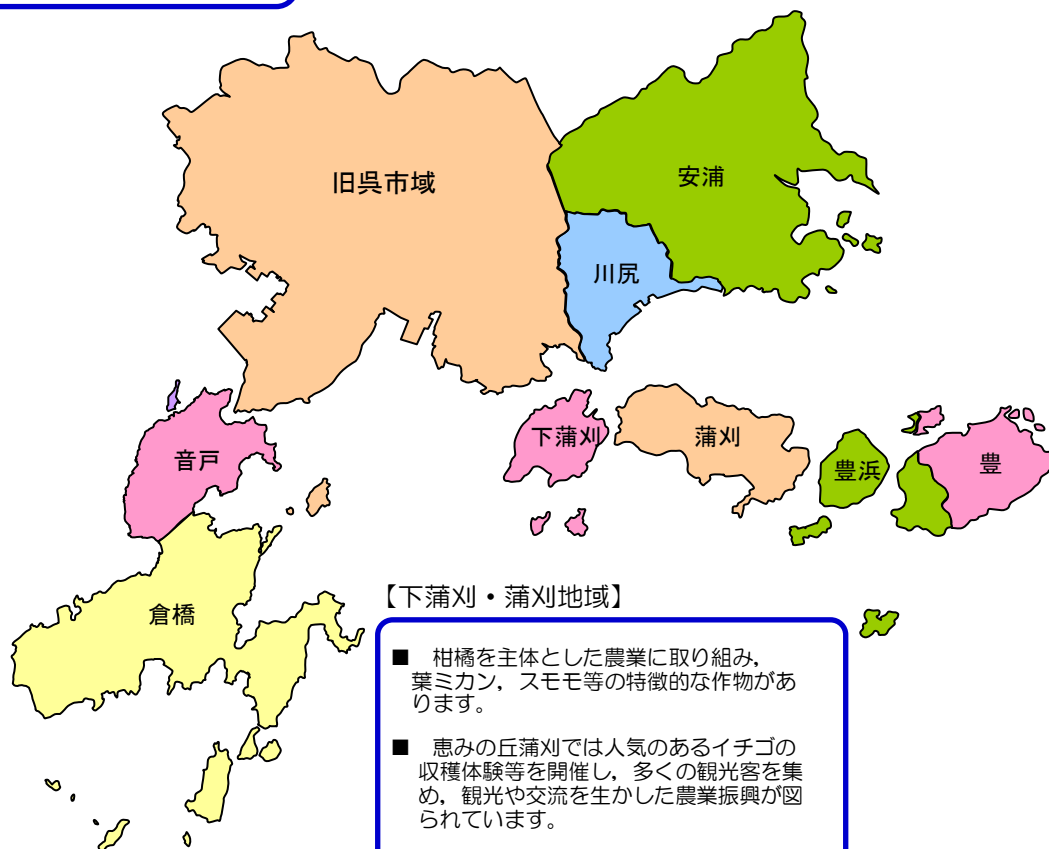 旧呉市域
安浦
川尻
音戸
下蒲刈
蒲刈
豊浜
豊
倉橋
【下蒲刈・蒲刈地域】
■ 柑橘を主体とした農業に取り組み，
葉ミカン，スモモ等の特徴的な作物があ
ります。
■ 恵みの丘蒲刈では人気のあるイチゴの
収穫体験等を開催し，多くの観光客を集
め，観光や交流を生かした農業振興が図
られています。